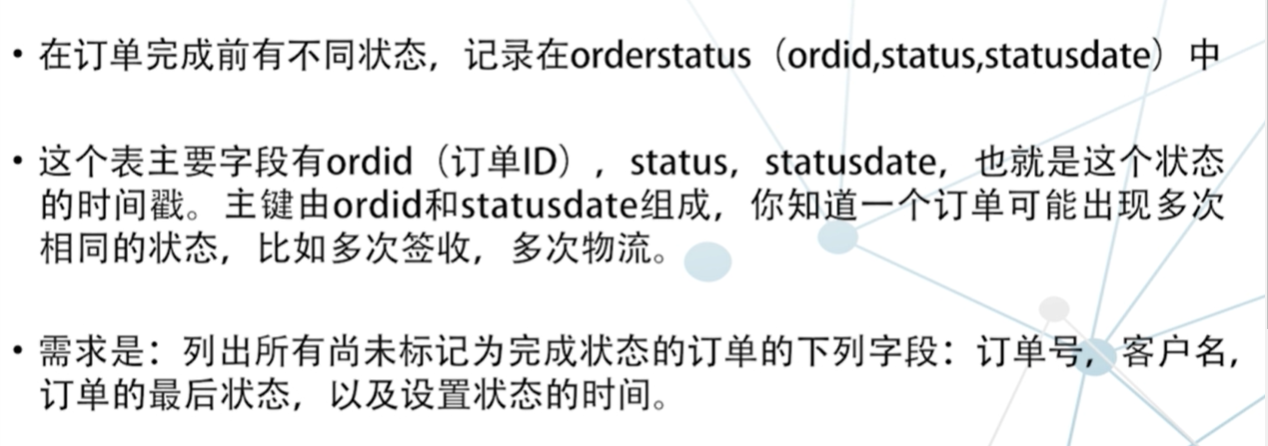 • 在订单完成前有不同状态，记录在orderstatus（ordid,status,statusdate）中
• 这个表主要字段有ordid（订单ID），status，statusdate，也就是这个状态
的时间戳。主键由ordid和statusdate组成，你知道一个订单可能出现多次
相同的状态，比如多次签收，多次物流。
• 需求是：列出所有尚未标记为完成状态的订单的下列字段：订单号，客户名，
订单的最后状态，以及设置状态的时间。